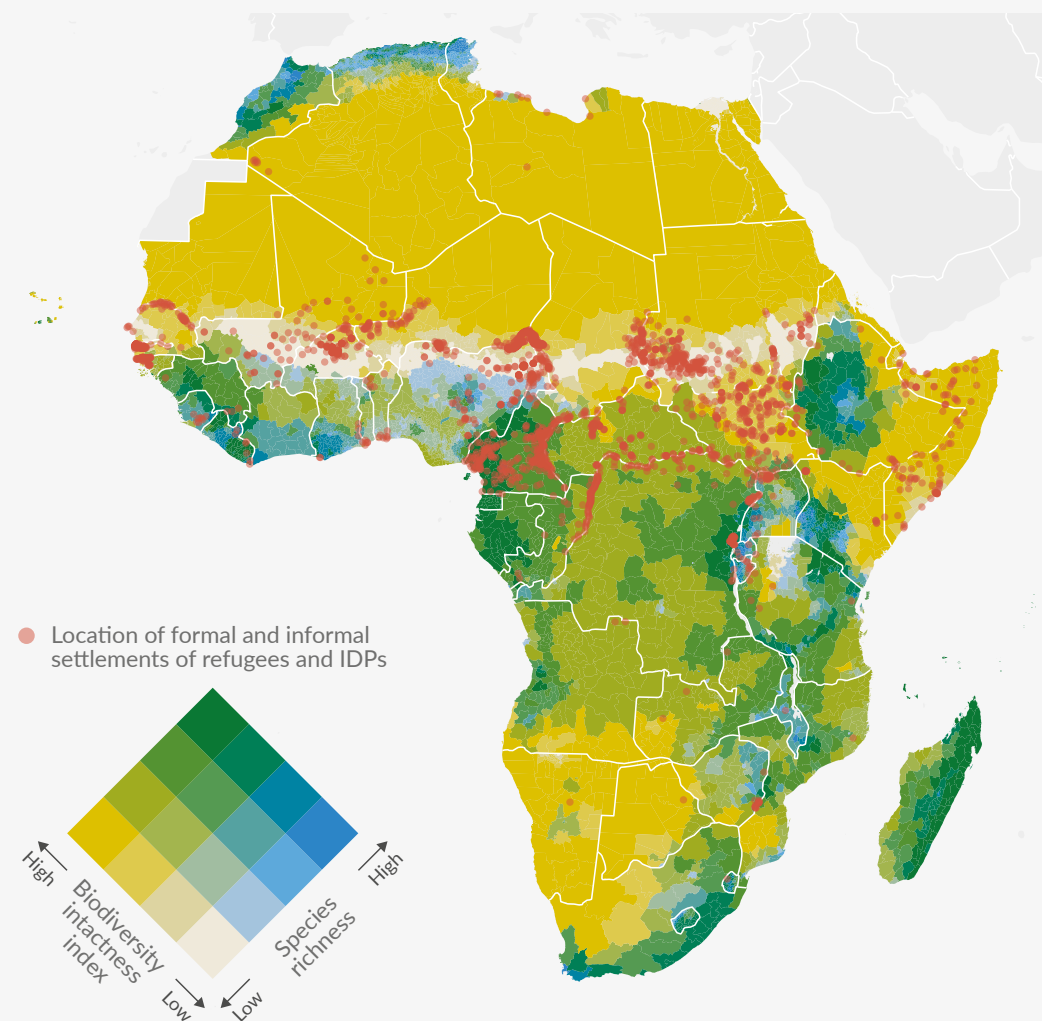 Location of formal and informal
settlements of refugees and IDPs
High
Biodiversity
intactness
index
Low
Low
Species
richness
High